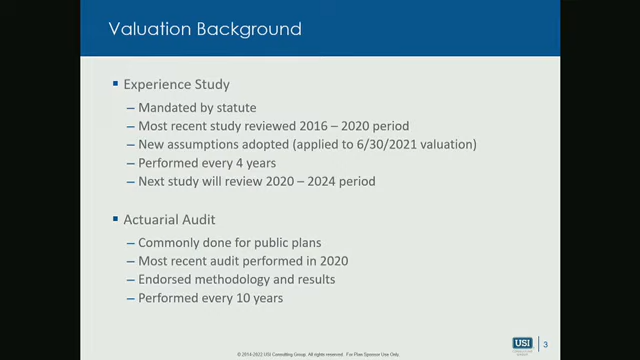 Valuation Background
▪ Experience Study
– Mandated by statute
– Most recent study reviewed 2016 – 2020 period
– New assumptions adopted (applied to 6/30/2021 valuation)
– Performed every 4 years
– Next study will review 2020 – 2024 period
▪ Actuarial Audit
– Commonly done for public plans
– Most recent audit performed in 2020
– Endorsed methodology and results
– Performed every 10 years
© 2014-2022 USI Consulting Group. All rights reserved. For Plan Sponsor Use Only.
USI
3